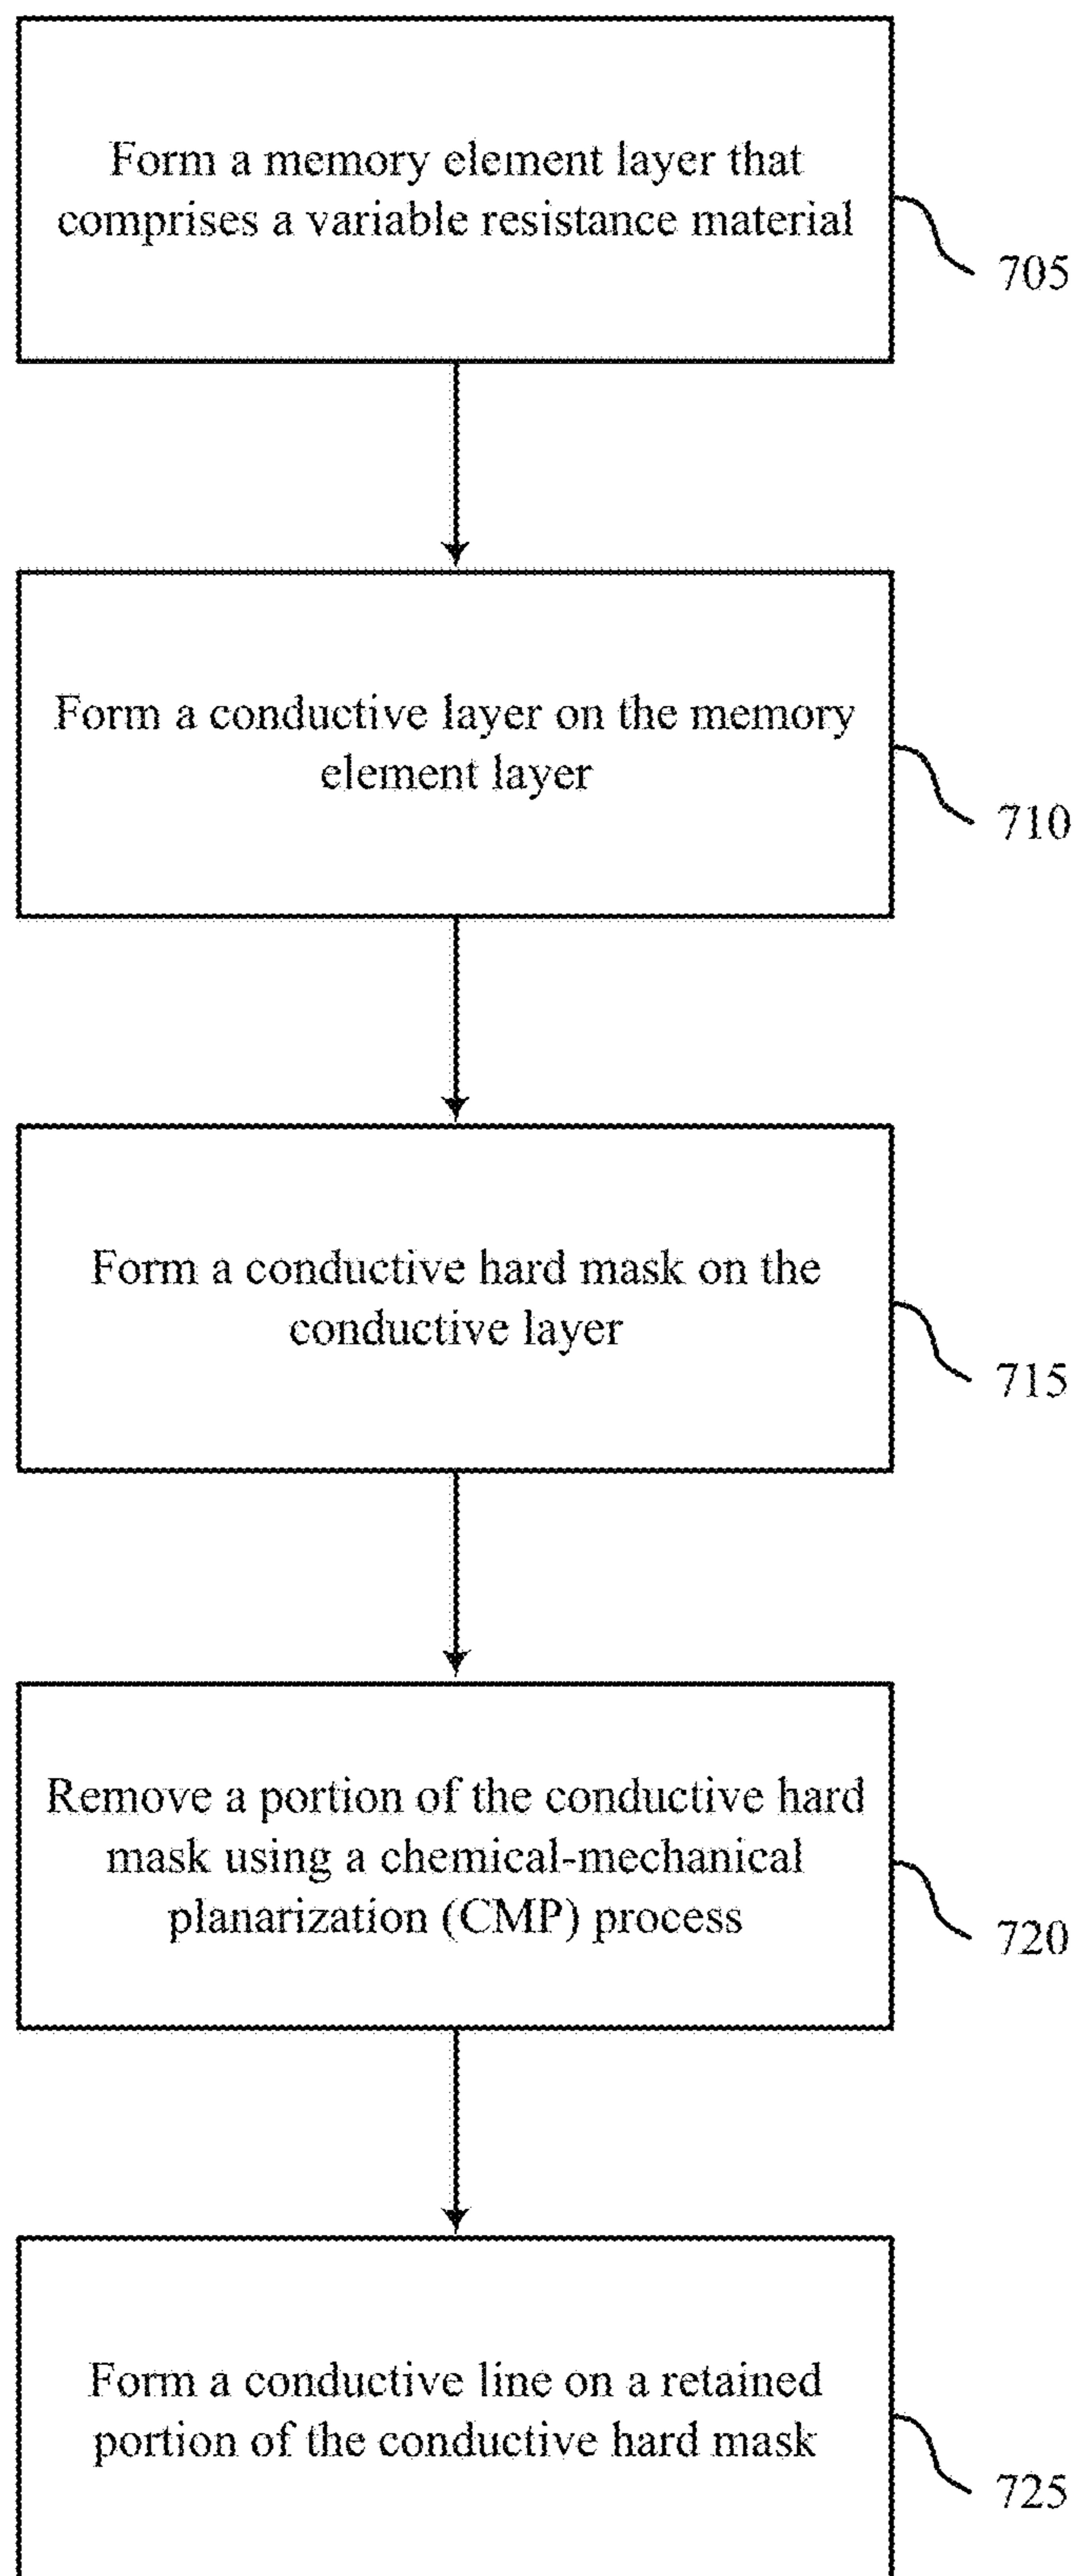 Form a memory element layer that
comprises a variable resistance material
705
Form a conductive layer on the memory
element layer
710
Form a conductive hard mask on the
conductive layer
715
Remove a portion of the conductive hard
mask using a chemical-mechanical
planarization (CMP) process
720
Form a conductive line on a retained
portion of the conductive hard mask
725